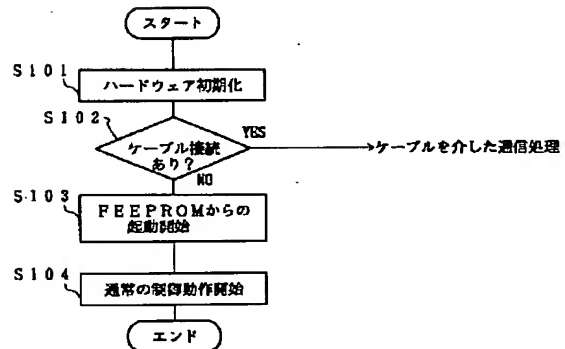 スタート
S101
ハードウェア初期化
S102
ケーブル接続
あり?
YES
ケーブルを介した通信処理
NO
S103
FEEPROMからの
起動開始
S104
通常の制御動作開始
エンド